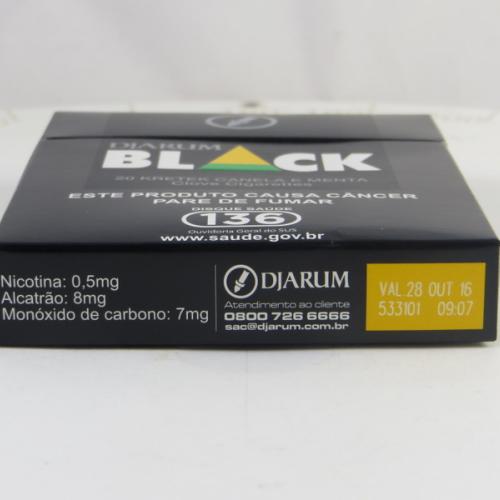 DJARUM
BLACK
20 KRETEK CANELA E MENTA
Clove Cigarettes
ESTE PRODUTO CAUSA CÂNCER
PARE DE FUMAR
DISQUE SAÚDE
136
Ouvidoria Geral do SUS
www.saude.gov.br
Nicotina: 0,5mg
Alcatrão: 8mg
Monóxido de carbono: 7mg
DJARUM
Atendimento ao cliente
0800 726 6666
sac@djarum.com.br
VAL.28 OUT 16
533101 09:07